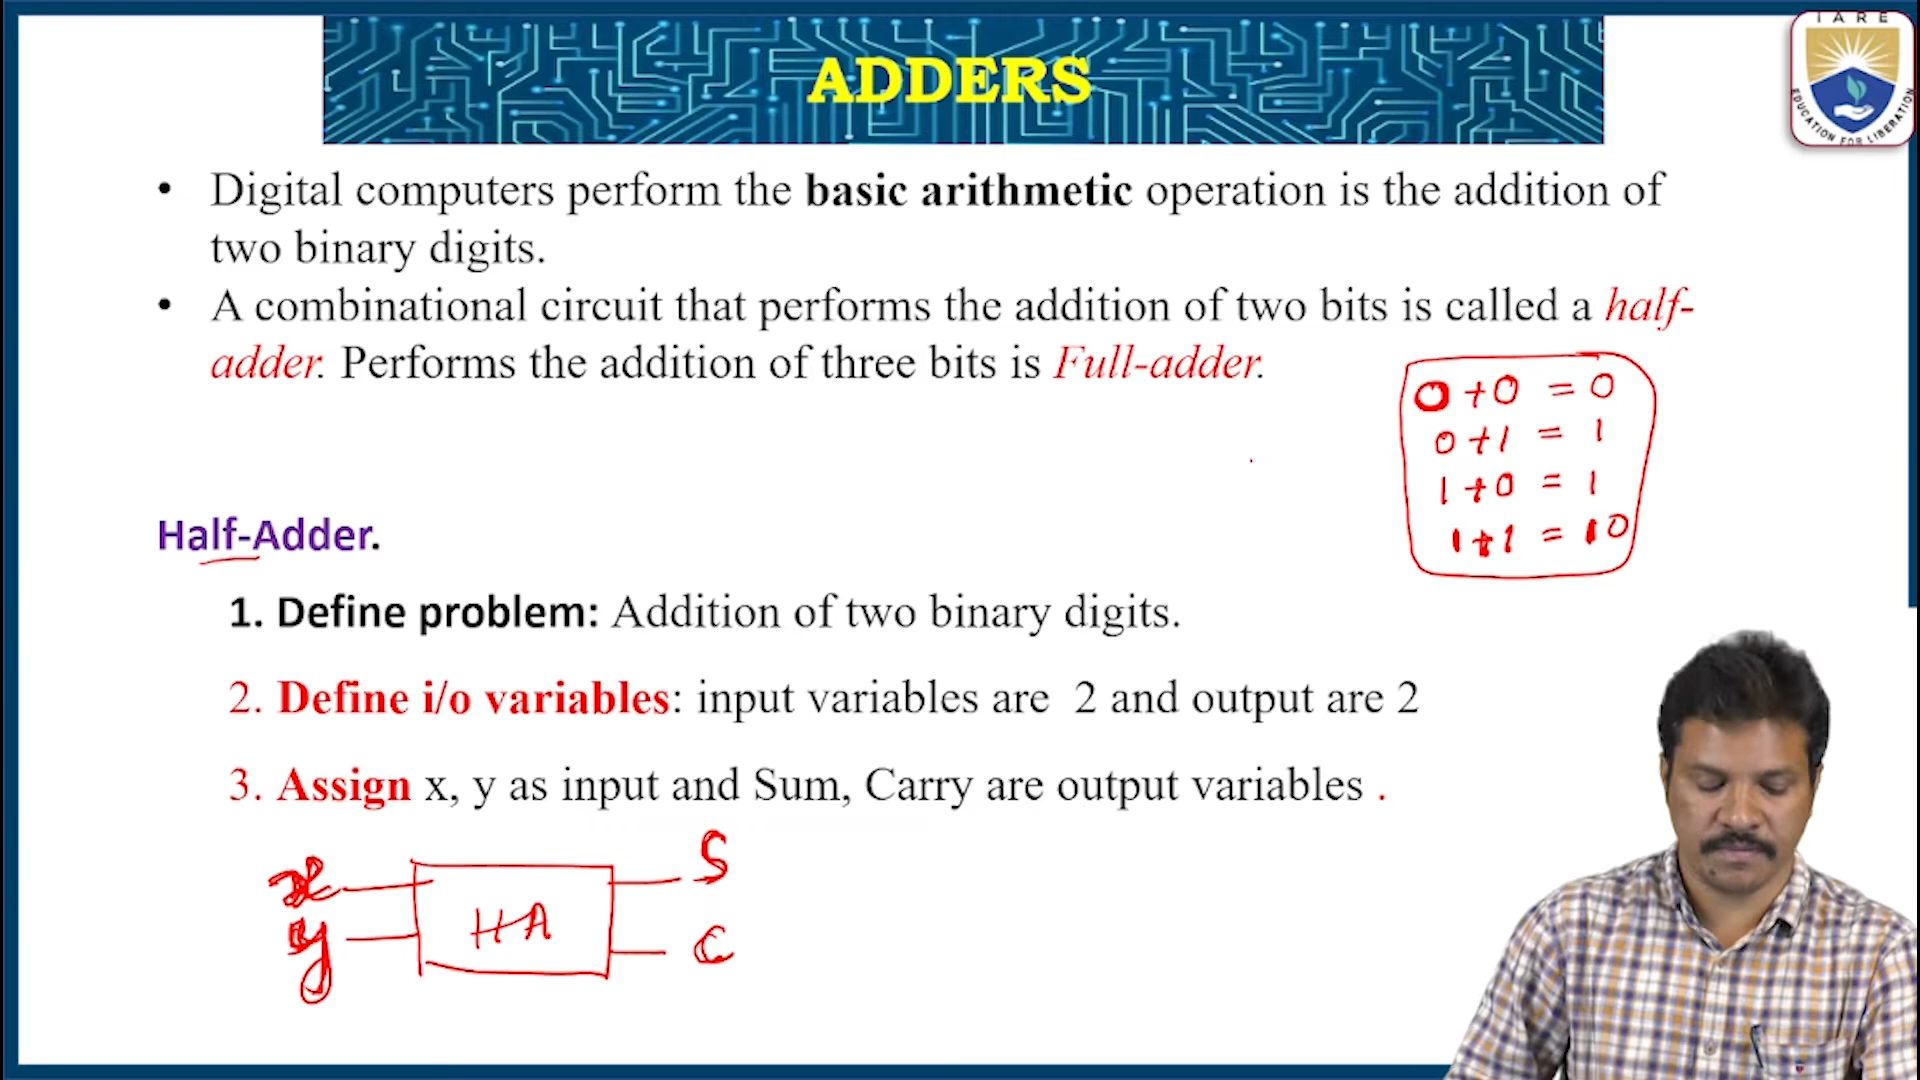 ADDERS
IARE
EDUCATION FOR LIBERATION
• Digital computers perform the basic arithmetic operation is the addition of
two binary digits.
• A combinational circuit that performs the addition of two bits is called a half-
adder. Performs the addition of three bits is Full-adder.
0+0 = 0
0+1 = 1
1+0 = 1
1+1 = 10
Half-Adder.
1. Define problem: Addition of two binary digits.
2. Define i/o variables: input variables are 2 and output are 2
3. Assign x, y as input and Sum, Carry are output variables .
x
S
HA
y
C